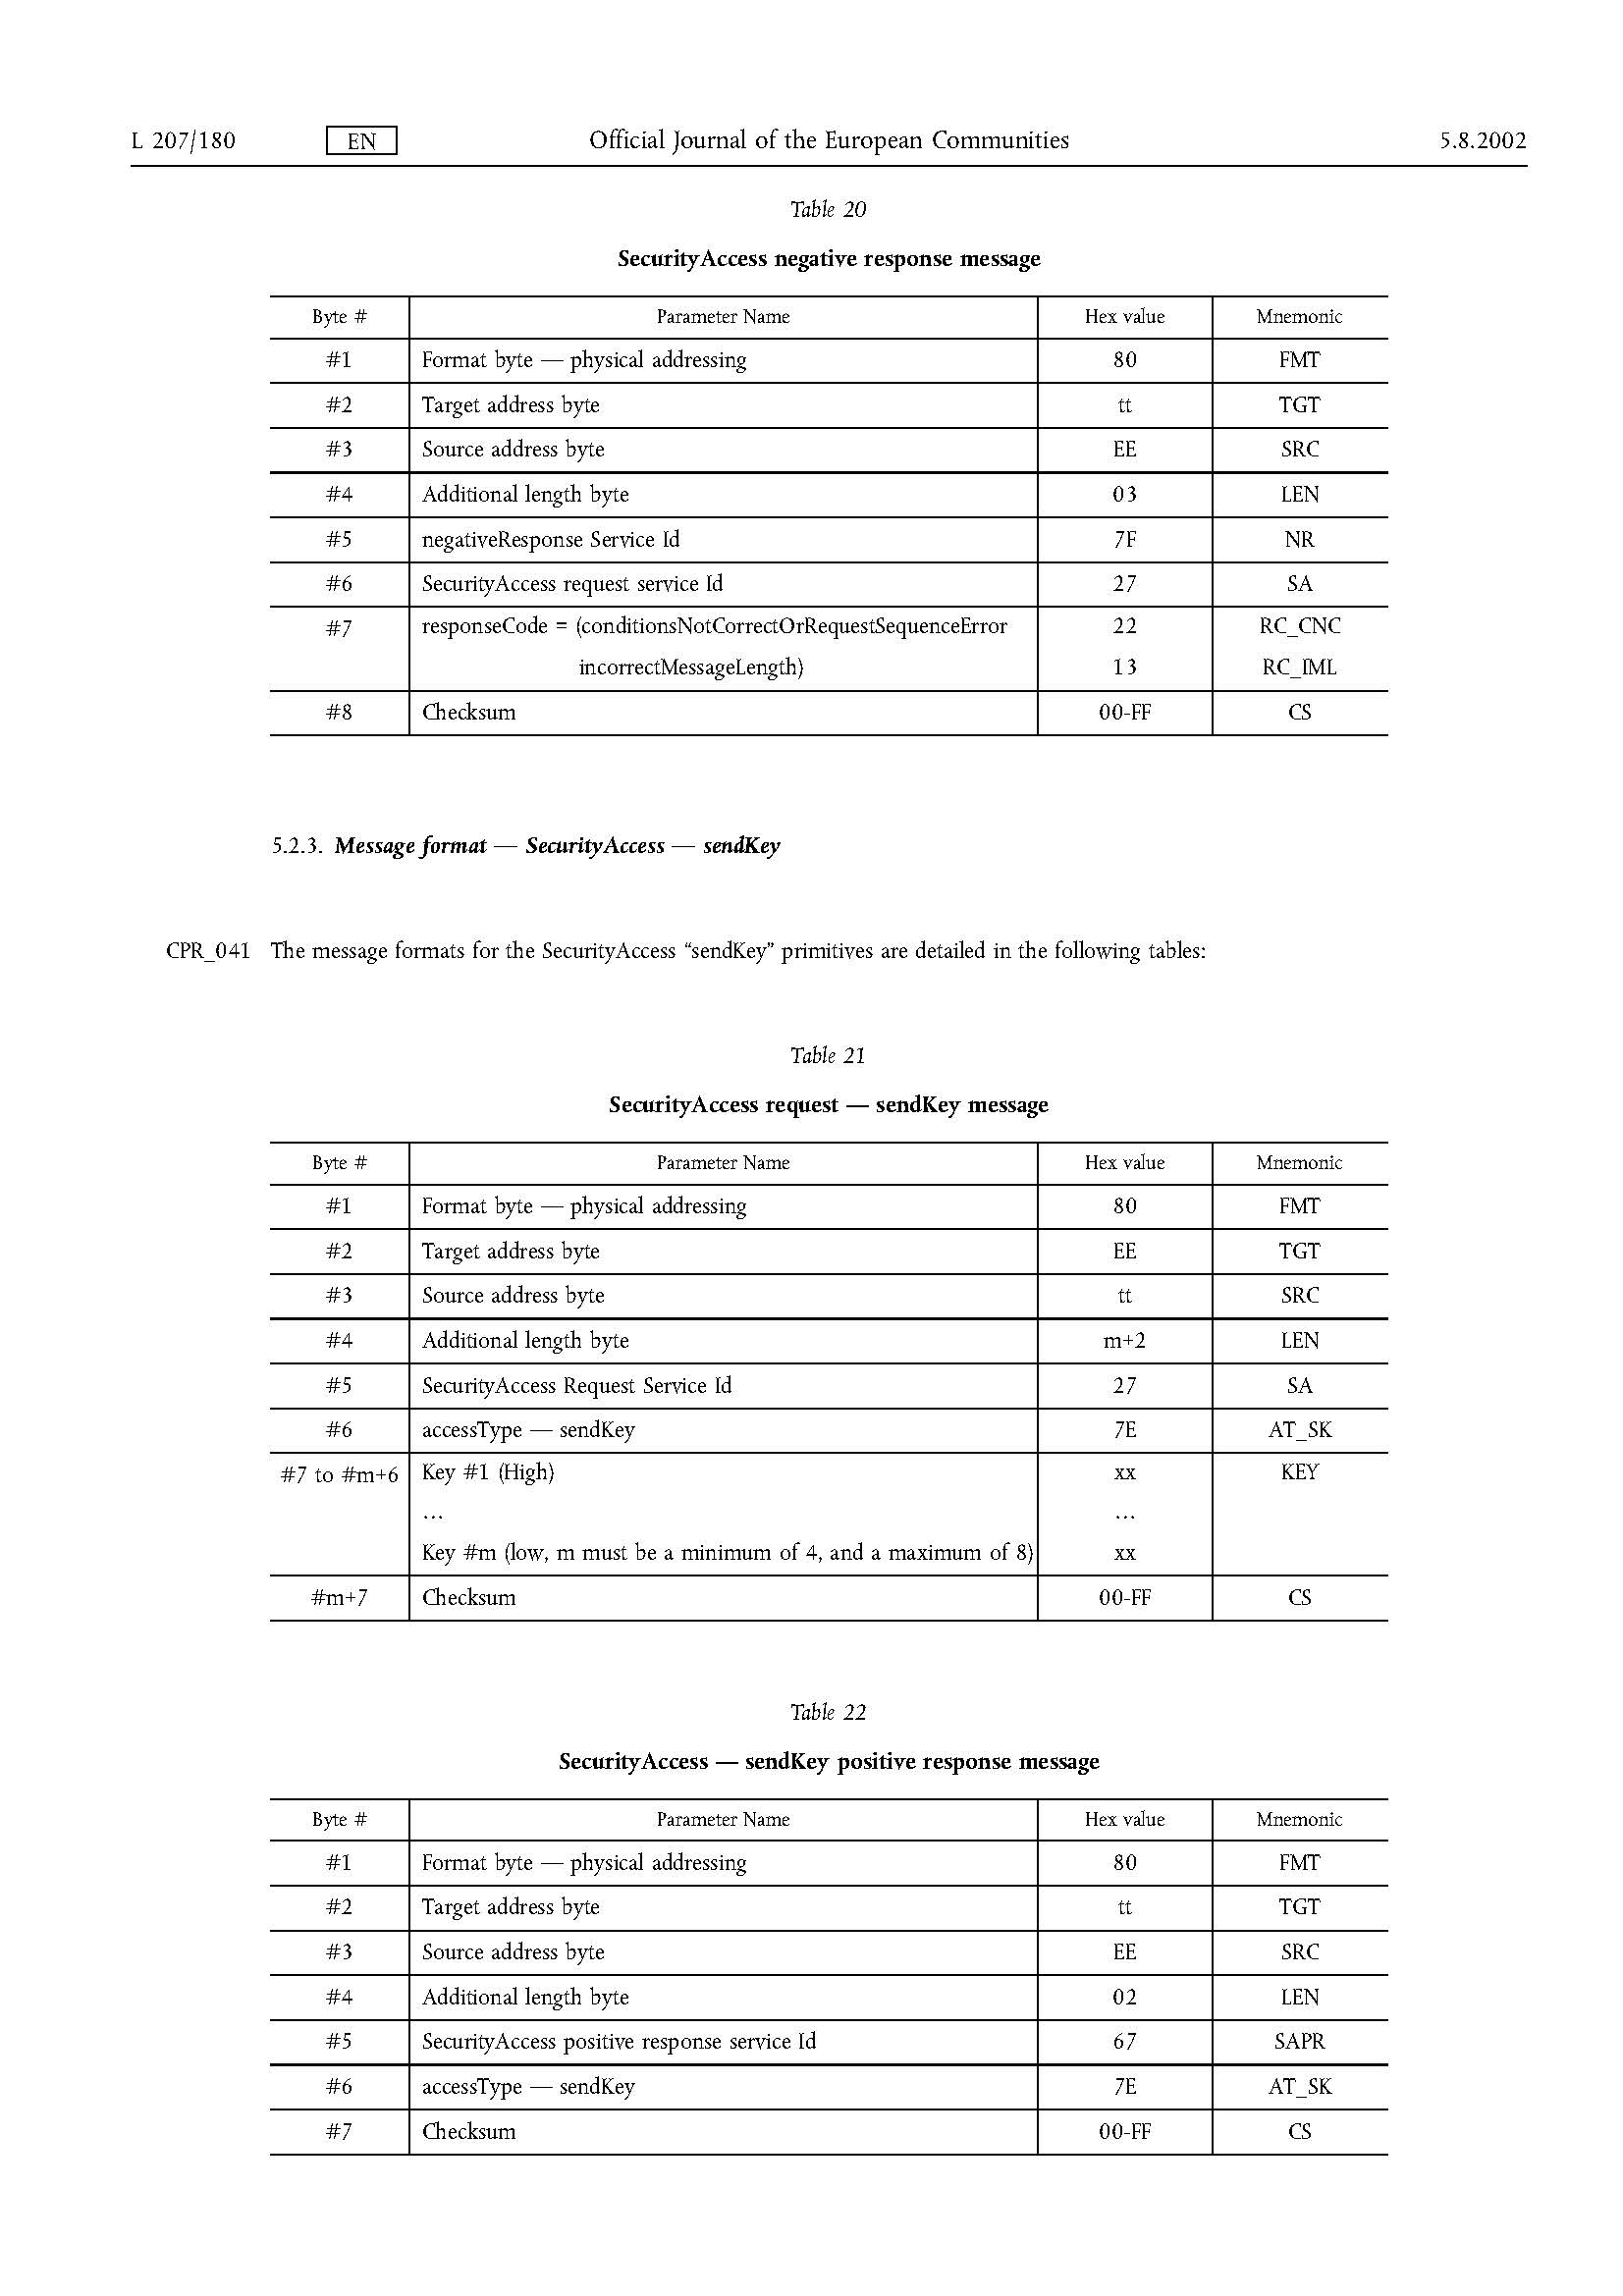 L 207/180 EN Official Journal of the European Communities 5.8.2002
Table 20
SecurityAccess negative response message
Byte # Parameter Name Hex value Mnemonic
#1 Format byte — physical addressing 80 FMT
#2 Target address byte tt TGT
#3 Source address byte EE SRC
#4 Additional length byte 03 LEN
#5 negativeResponse Service Id 7F NR
#6 SecurityAccess request service Id 27 SA
#7 responseCode = (conditionsNotCorrectOrRequestSequenceError 22 RC_CNC
incorrectMessageLength) 13 RC_IML
#8 Checksum 00-FF CS
5.2.3. Message format — SecurityAccess — sendKey
CPR_041 The message formats for the SecurityAccess “sendKey” primitives are detailed in the following tables:
Table 21
SecurityAccess request — sendKey message
Byte # Parameter Name Hex value Mnemonic
#1 Format byte — physical addressing 80 FMT
#2 Target address byte EE TGT
#3 Source address byte tt SRC
#4 Additional length byte m+2 LEN
#5 SecurityAccess Request Service Id 27 SA
#6 accessType — sendKey 7E AT_SK
#7 to #m+6 Key #1 (High) xx KEY
… …
Key #m (low, m must be a minimum of 4, and a maximum of 8) xx
#m+7 Checksum 00-FF CS
Table 22
SecurityAccess — sendKey positive response message
Byte # Parameter Name Hex value Mnemonic
#1 Format byte — physical addressing 80 FMT
#2 Target address byte tt TGT
#3 Source address byte EE SRC
#4 Additional length byte 02 LEN
#5 SecurityAccess positive response service Id 67 SAPR
#6 accessType — sendKey 7E AT_SK
#7 Checksum 00-FF CS